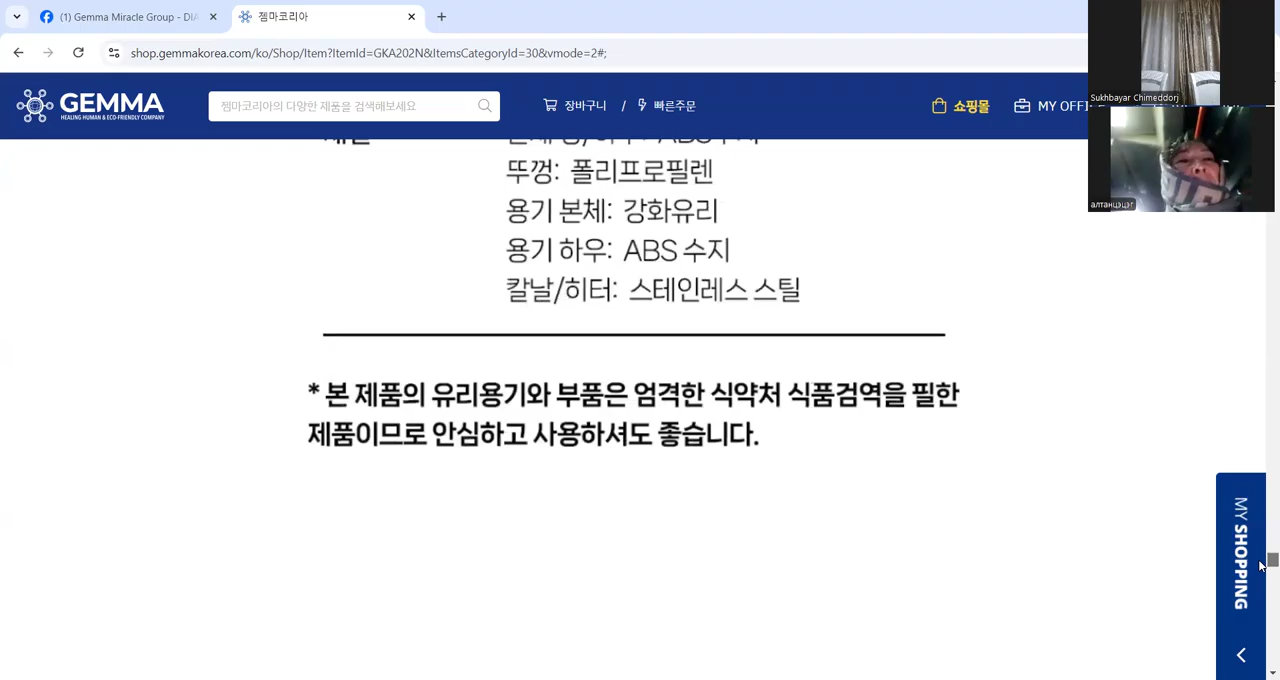 (1) Gemma Miracle Group - DIA
젬마코리아
shop.gemmakorea.com/ko/Shop/Item?ItemId=GKA202N&ItemsCategoryId=30&vmode=2#;
GEMMA
HEALING HUMAN & ECO-FRIENDLY COMPANY
젬마코리아의 다양한 제품을 검색해보세요
장바구니 / 빠른주문
쇼핑몰
MY OFFI
Sukhbayar Chimeddorj
алтанцэцэг
뚜껑: 폴리프로필렌
용기 본체: 강화유리
용기 하우: ABS 수지
칼날/히터: 스테인레스 스틸
* 본 제품의 유리용기와 부품은 엄격한 식약처 식품검역을 필한
제품이므로 안심하고 사용하셔도 좋습니다.
MY SHOPPING